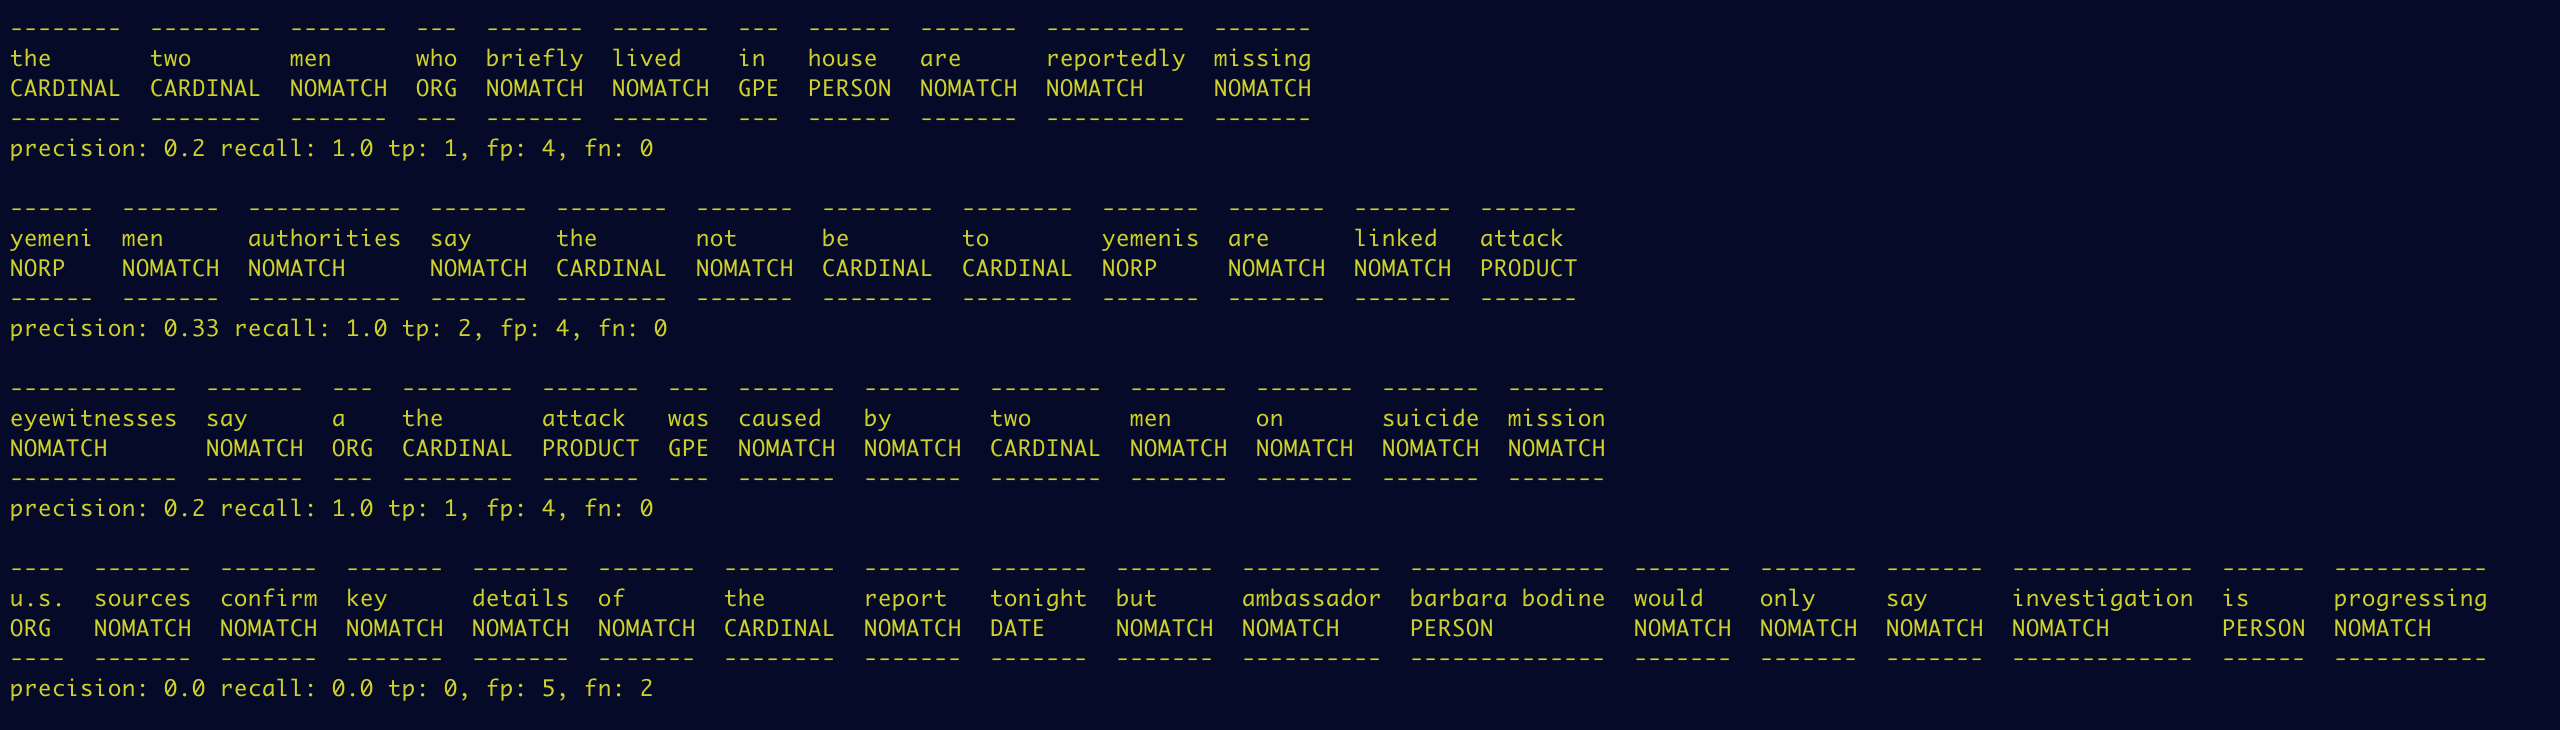 --------  --------  -------  ---  -------  -------  ---  ------  -------  ----------  -------
the       two       men      who  briefly  lived    in   house   are      reportedly  missing
CARDINAL  CARDINAL  NOMATCH  ORG  NOMATCH  NOMATCH  GPE  PERSON  NOMATCH  NOMATCH     NOMATCH
--------  --------  -------  ---  -------  -------  ---  ------  -------  ----------  -------
precision: 0.2 recall: 1.0 tp: 1, fp: 4, fn: 0

------  -------  -----------  -------  --------  -------  --------  --------  -------  -------  -------  -------
yemeni  men      authorities  say      the       not      be        to        yemenis  are      linked   attack
NORP    NOMATCH  NOMATCH      NOMATCH  CARDINAL  NOMATCH  CARDINAL  CARDINAL  NORP     NOMATCH  NOMATCH  PRODUCT
------  -------  -----------  -------  --------  -------  --------  --------  -------  -------  -------  -------
precision: 0.33 recall: 1.0 tp: 2, fp: 4, fn: 0

------------  -------  ---  --------  -------  ---  -------  -------  --------  -------  -------  -------  -------
eyewitnesses  say      a    the       attack   was  caused   by       two       men      on       suicide  mission
NOMATCH       NOMATCH  ORG  CARDINAL  PRODUCT  GPE  NOMATCH  NOMATCH  CARDINAL  NOMATCH  NOMATCH  NOMATCH  NOMATCH
------------  -------  ---  --------  -------  ---  -------  -------  --------  -------  -------  -------  -------
precision: 0.2 recall: 1.0 tp: 1, fp: 4, fn: 0

----  -------  -------  -------  -------  -------  --------  -------  -------  -------  ----------  --------------  -------  -------  -------  -------------  ------  -----------
u.s.  sources  confirm  key      details  of       the       report   tonight  but      ambassador  barbara bodine  would    only     say      investigation  is      progressing
ORG   NOMATCH  NOMATCH  NOMATCH  NOMATCH  NOMATCH  CARDINAL  NOMATCH  DATE     NOMATCH  NOMATCH     PERSON          NOMATCH  NOMATCH  NOMATCH  NOMATCH        PERSON  NOMATCH
----  -------  -------  -------  -------  -------  --------  -------  -------  -------  ----------  --------------  -------  -------  -------  -------------  ------  -----------
precision: 0.0 recall: 0.0 tp: 0, fp: 5, fn: 2